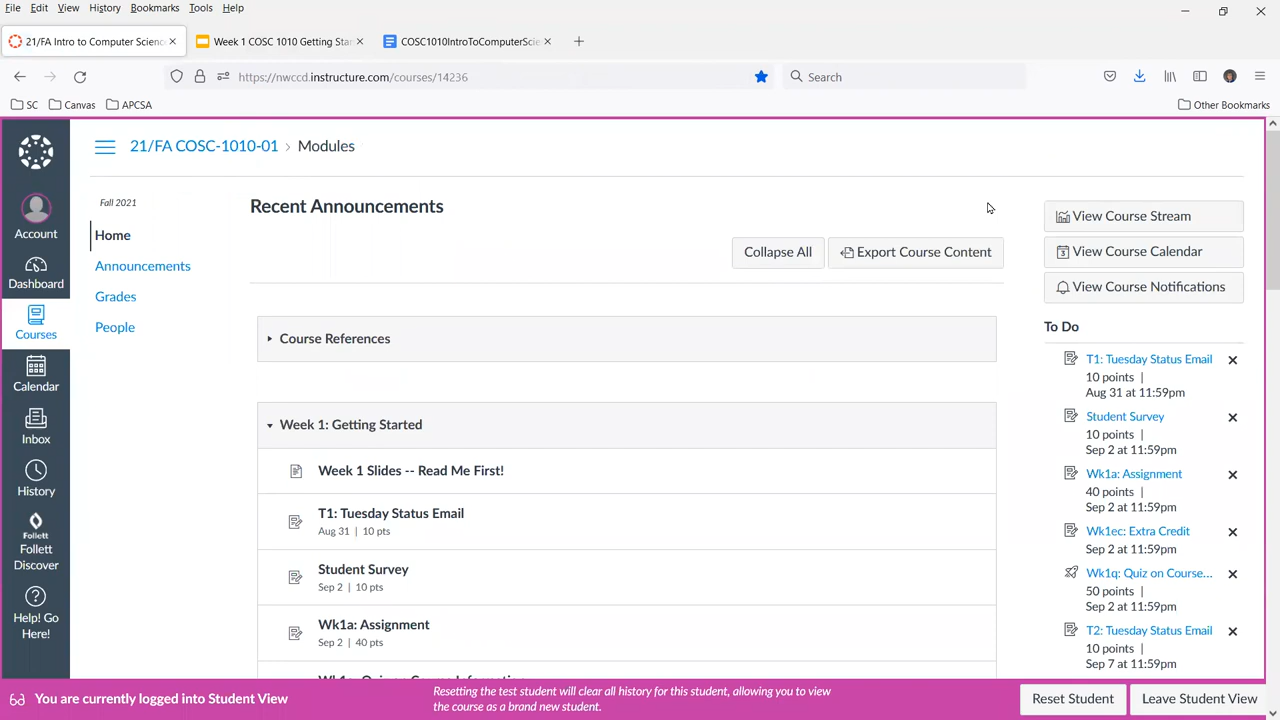 File Edit View History Bookmarks Tools Help
21/FA Intro to Computer Scienc
Week 1 COSC 1010 Getting Star
COSC1010IntroToComputerScie
https://nwccd.instructure.com/courses/14236
Search
SC
Canvas
APCSA
Other Bookmarks
21/FA COSC-1010-01 › Modules
Account
Dashboard
Courses
Calendar
Inbox
History
Follett
Follett
Discover
Help! Go
Here!
Fall 2021
Home
Announcements
Grades
People
Recent Announcements
Collapse All
Export Course Content
Course References
Week 1: Getting Started
Week 1 Slides -- Read Me First!
T1: Tuesday Status Email
Aug 31 | 10 pts
Student Survey
Sep 2 | 10 pts
Wk1a: Assignment
Sep 2 | 40 pts
Wk1q: Quiz on Course Information
View Course Stream
3 View Course Calendar
View Course Notifications
To Do
T1: Tuesday Status Email
10 points |
Aug 31 at 11:59pm
Student Survey
10 points |
Sep 2 at 11:59pm
Wk1a: Assignment
40 points |
Sep 2 at 11:59pm
Wk1ec: Extra Credit
Sep 2 at 11:59pm
Wk1q: Quiz on Course...
50 points |
Sep 2 at 11:59pm
T2: Tuesday Status Email
10 points |
Sep 7 at 11:59pm
You are currently logged into Student View
Resetting the test student will clear all history for this student, allowing you to view
the course as a brand new student.
Reset Student
Leave Student View